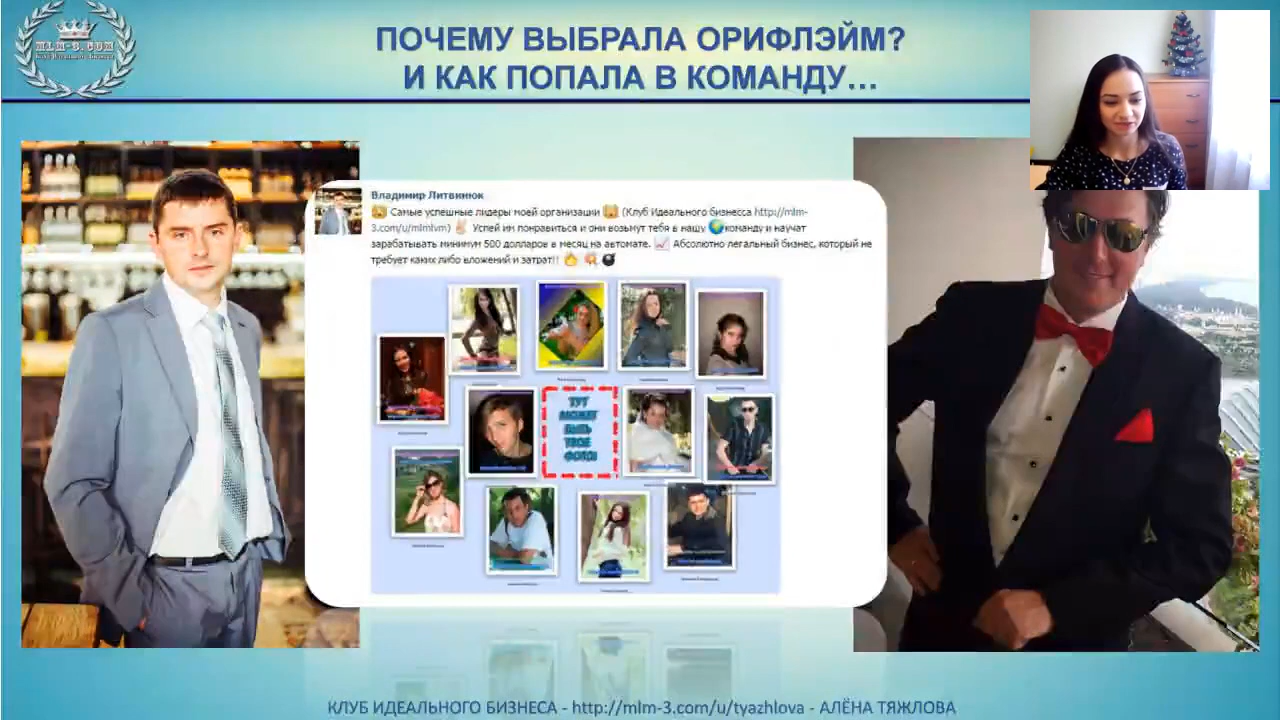 MLM-3.COM
ПОЧЕМУ ВЫБРАЛА ОРИФЛЭЙМ?
И КАК ПОПАЛА В КОМАНДУ...
Владимир Литвинюк
Самые успешные лидеры моей организации (Клуб Идеального бизнесса http://mlm-
3.com/u/mlmlvm) Успей им понравиться и они возьмут тебя в нашу команду и научат
зарабатывать минимум 500 долларов в месяц на автомате. Абсолютно легальный бизнес, который не
требует каких либо вложений и затрат!!
ТУТ
МОЖЕТ
БЫТЬ
ТВОЕ
ФОТО!
КЛУБ ИДЕАЛЬНОГО БИЗНЕСА - http://mlm-3.com/u/tyazhlova - АЛЁНА ТЯЖЛОВА